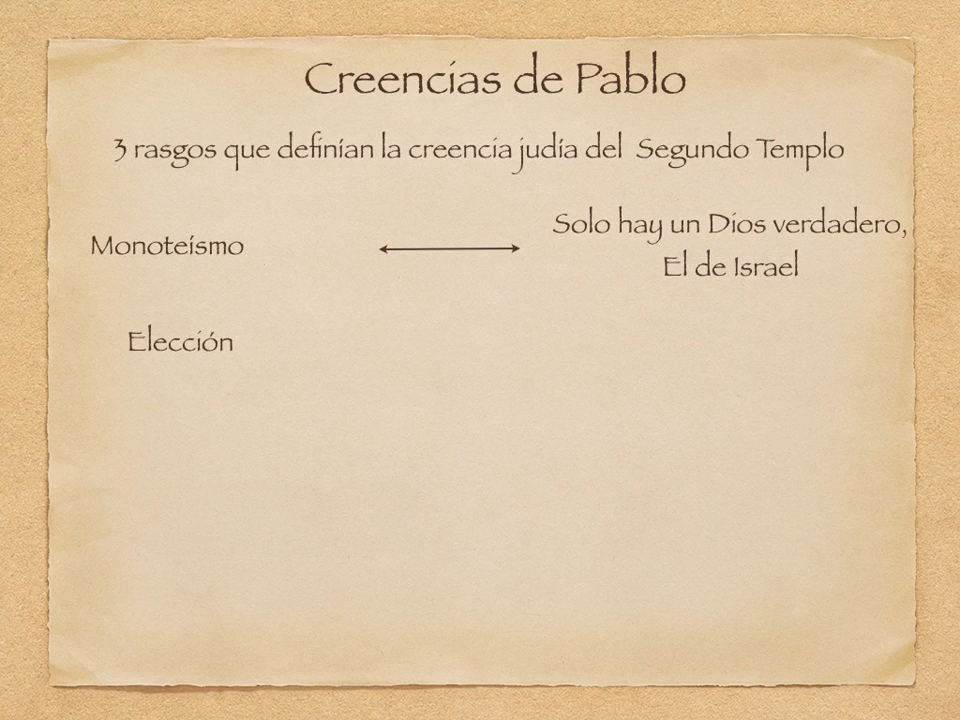 Creencias de Pablo
3 rasgos que definían la creencia judía del Segundo Templo
Solo hay un Dios verdadero,
Monoteísmo
El de Israel
Elección